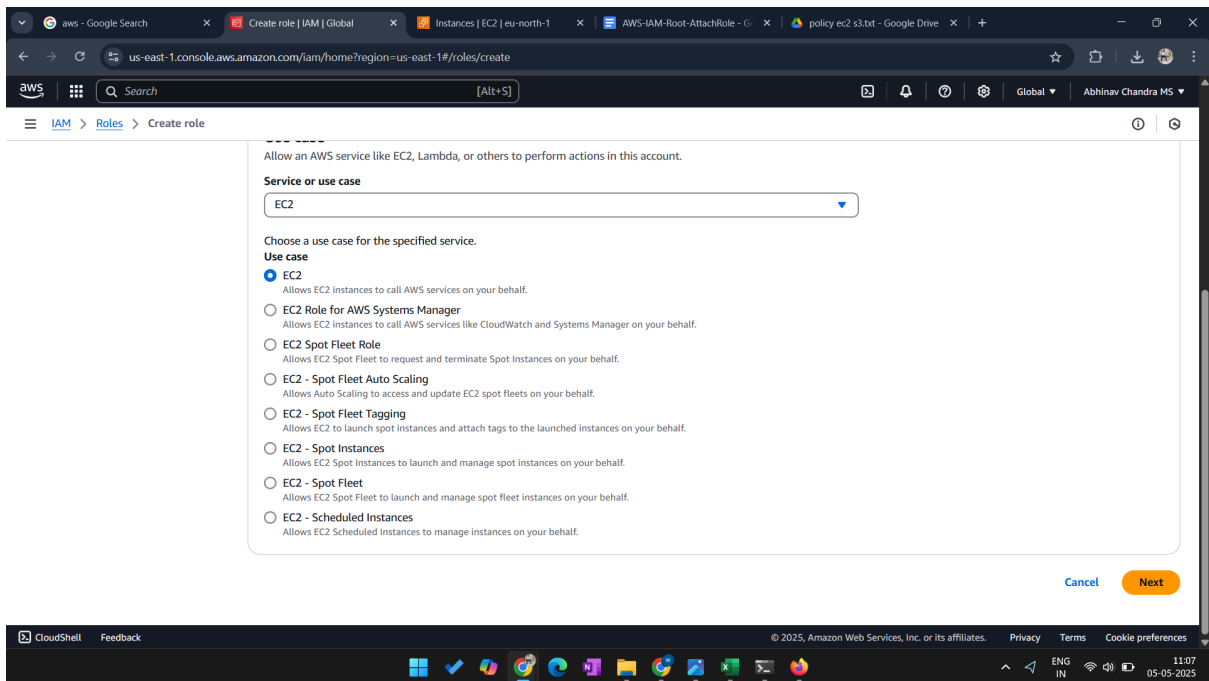 aws - Google Search
Create role | IAM | Global
Instances | EC2 | eu-north-1
AWS-IAM-Root-AttachRole - Go
policy ec2 s3.txt - Google Drive
us-east-1.console.aws.amazon.com/iam/home?region=us-east-1#/roles/create
aws
Search [Alt+S]
Global
Abhinav Chandra MS
IAM > Roles > Create role
Use case
Allow an AWS service like EC2, Lambda, or others to perform actions in this account.
Service or use case
EC2
Choose a use case for the specified service.
Use case
EC2
Allows EC2 instances to call AWS services on your behalf.
EC2 Role for AWS Systems Manager
Allows EC2 instances to call AWS services like CloudWatch and Systems Manager on your behalf.
EC2 Spot Fleet Role
Allows EC2 Spot Fleet to request and terminate Spot Instances on your behalf.
EC2 - Spot Fleet Auto Scaling
Allows Auto Scaling to access and update EC2 spot fleets on your behalf.
EC2 - Spot Fleet Tagging
Allows EC2 to launch spot instances and attach tags to the launched instances on your behalf.
EC2 - Spot Instances
Allows EC2 Spot Instances to launch and manage spot instances on your behalf.
EC2 - Spot Fleet
Allows EC2 Spot Fleet to launch and manage spot fleet instances on your behalf.
EC2 - Scheduled Instances
Allows EC2 Scheduled Instances to manage instances on your behalf.
Cancel
Next
CloudShell Feedback
© 2025, Amazon Web Services, Inc. or its affiliates. Privacy Terms Cookie preferences
ENG
IN
11:07
05-05-2025